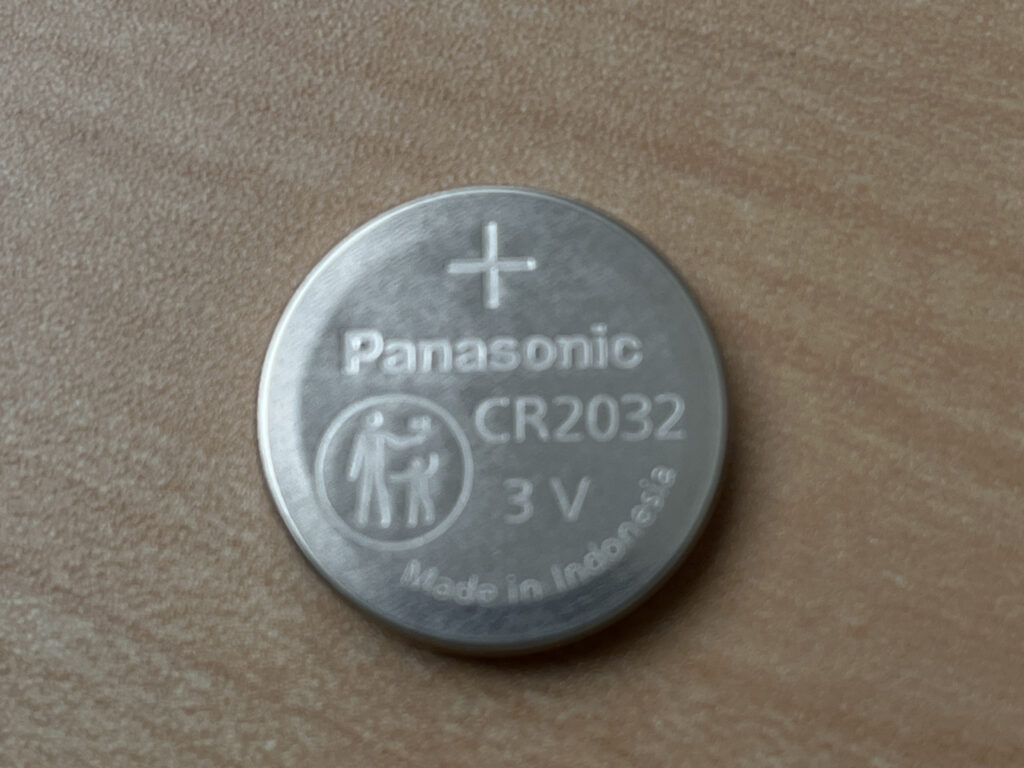 +
Panasonic
CR2032
3 V
Made in Indonesia